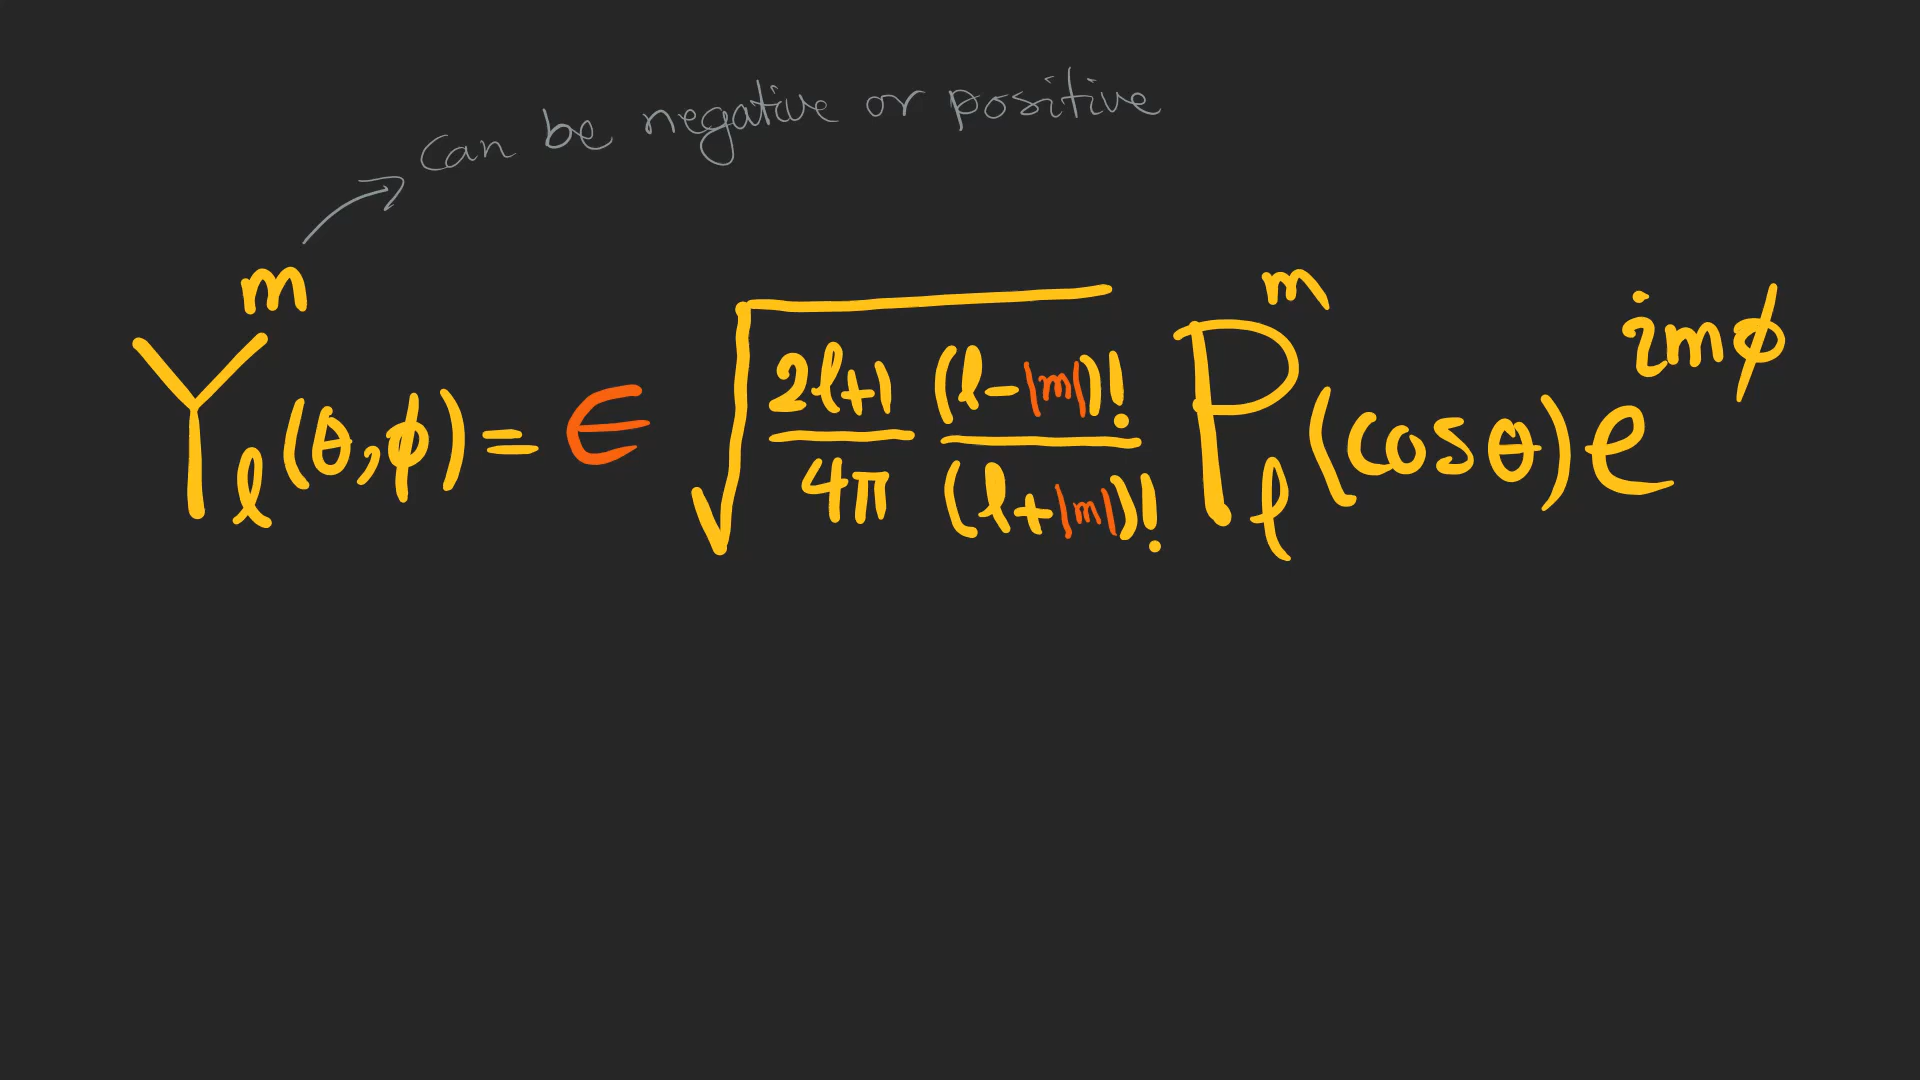 can be negative or positive
Y_l^m (θ,ϕ) = ϵ √( (2l+1)/(4π) (l-|m|)!/(l+|m|)! ) P_l^m (cosθ) e^{imϕ}